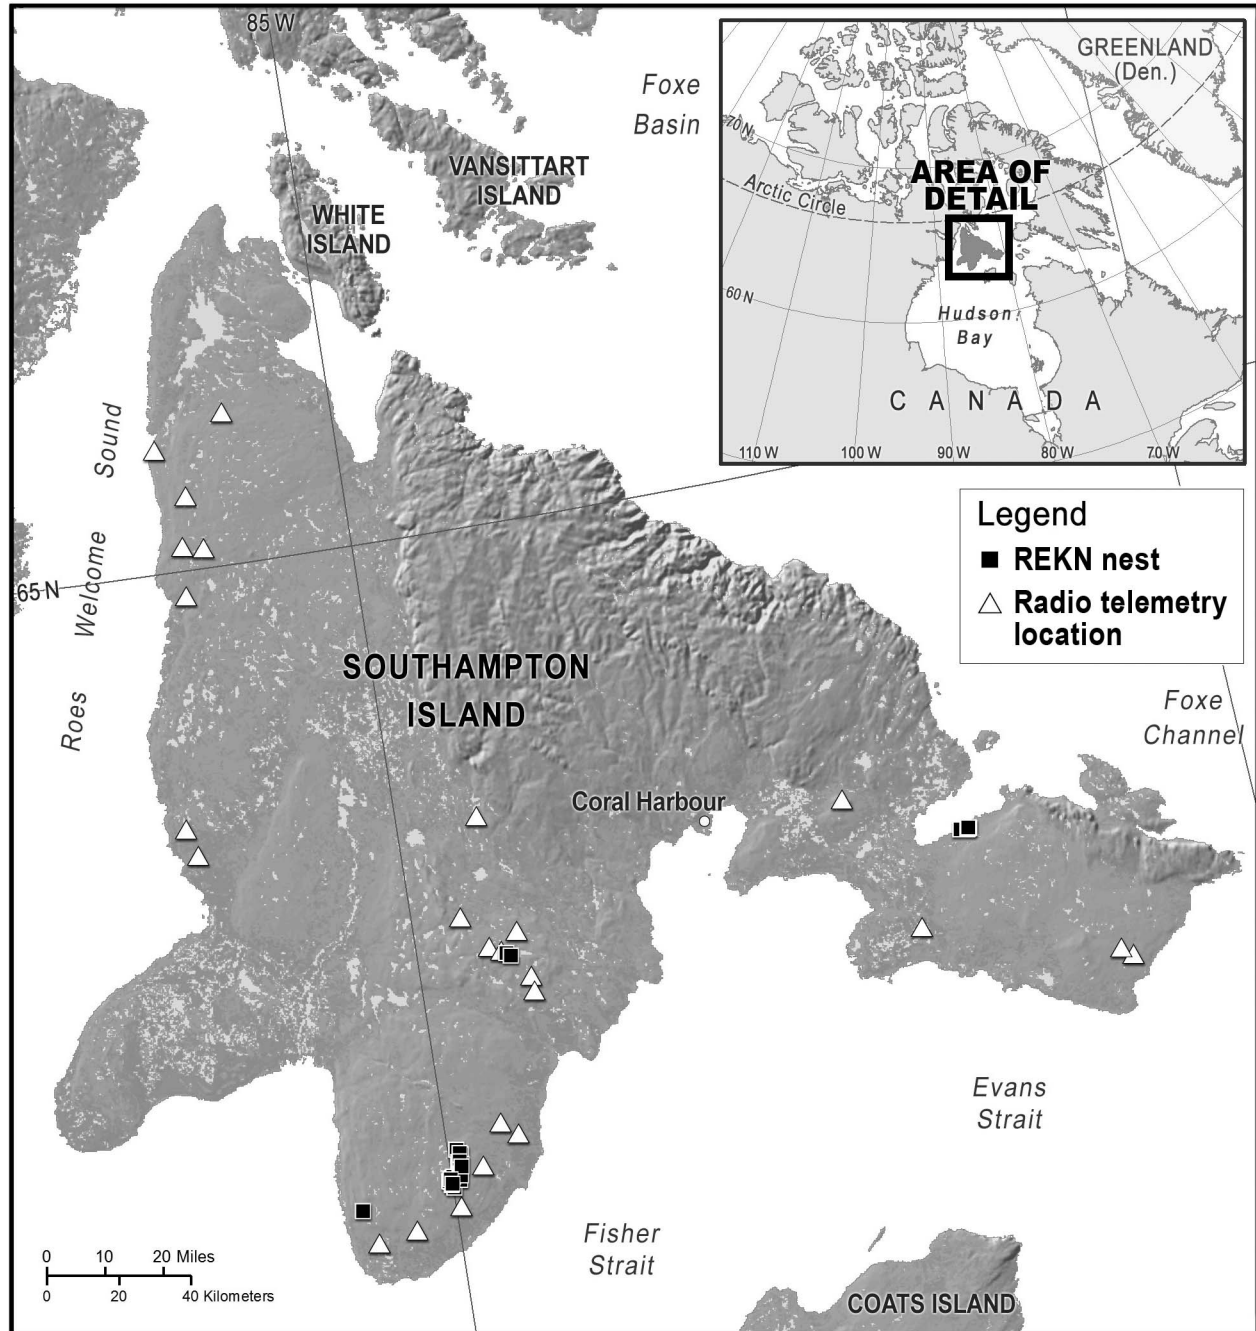 85 W
Foxe
Basin
VANSITTART
ISLAND
WHITE
ISLAND
GREENLAND
(Den.)
70 N
AREA OF
DETAIL
Arctic Circle
60 N
Hudson
Bay
C A N A D A
110 W
100 W
90 W
80 W
70 W
Legend
REKN nest
Radio telemetry
location
Roes Welcome Sound
65 N
SOUTHAMPTON
ISLAND
Foxe
Channel
Coral Harbour
Evans
Strait
Fisher
Strait
0 10 20 Miles
0 20 40 Kilometers
COATS ISLAND